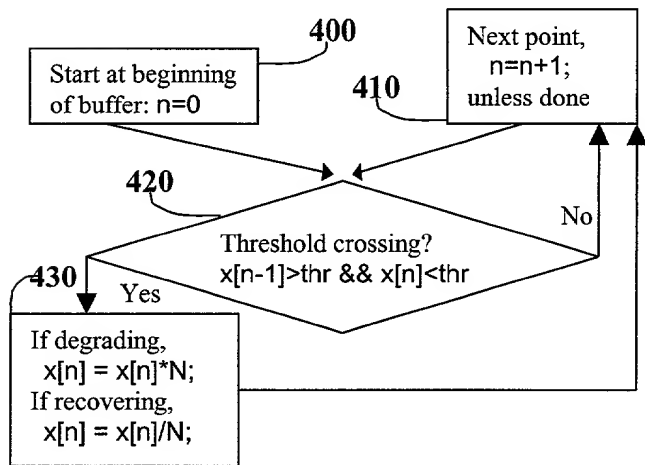 400
Start at beginning
of buffer: n=0
Next point,
n=n+1;
unless done
410
420
Threshold crossing?
x[n-1]>thr && x[n]<thr
No
430
Yes
If degrading,
x[n] = x[n]*N;
If recovering,
x[n] = x[n]/N;